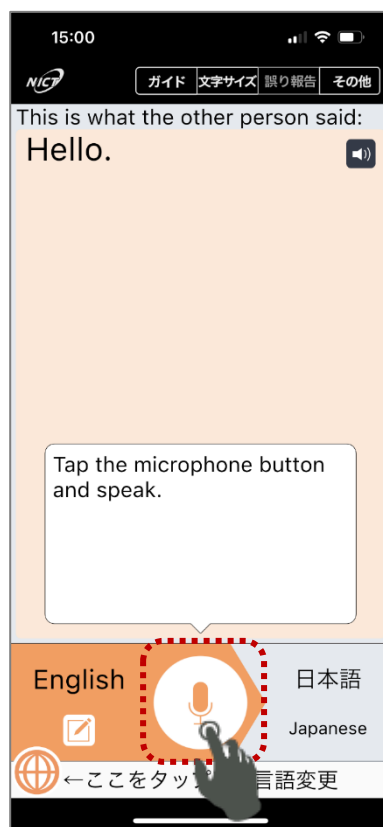 15:00
NICT
ガイド 文字サイズ 誤り報告 その他
This is what the other person said:
Hello.
Tap the microphone button
and speak.
English
日本語
Japanese
←ここをタップ 言語変更